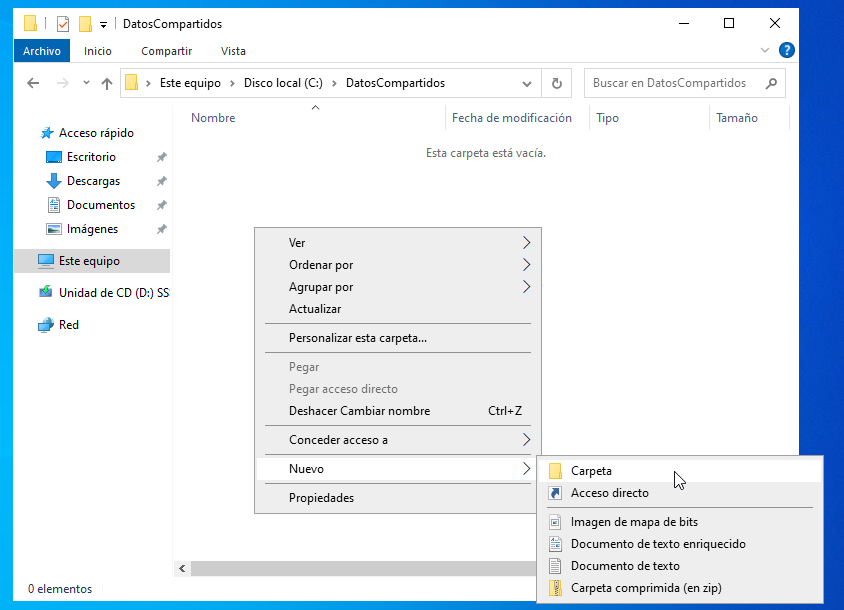 DatosCompartidos
Archivo Inicio Compartir Vista
Este equipo Disco local (C:) DatosCompartidos Buscar en DatosCompartidos
Nombre Fecha de modificación Tipo Tamaño
Esta carpeta está vacía.
Acceso rápido
Escritorio
Descargas
Documentos
Imágenes
Este equipo
Unidad de CD (D:) SS
Red
Ver
Ordenar por
Agrupar por
Actualizar
Personalizar esta carpeta...
Pegar
Pegar acceso directo
Deshacer Cambiar nombre Ctrl+Z
Conceder acceso a
Nuevo
Propiedades
Carpeta
Acceso directo
Imagen de mapa de bits
Documento de texto enriquecido
Documento de texto
Carpeta comprimida (en zip)
0 elementos